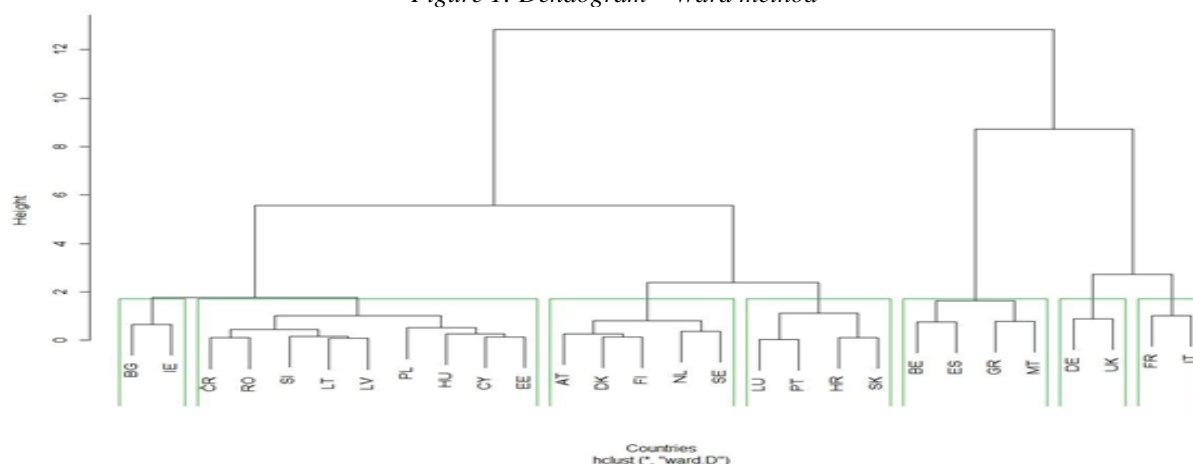 Figure 1: Dendogram – Ward method
12
10
8
6
4
2
0
Height
BG
IE
ČR
RO
SI
LT
LV
PL
HU
CY
EE
AT
DK
FI
NL
SE
LU
PT
HR
SK
BE
ES
GR
MT
DE
UK
FR
IT
Countries
hclust (*, "ward.D")